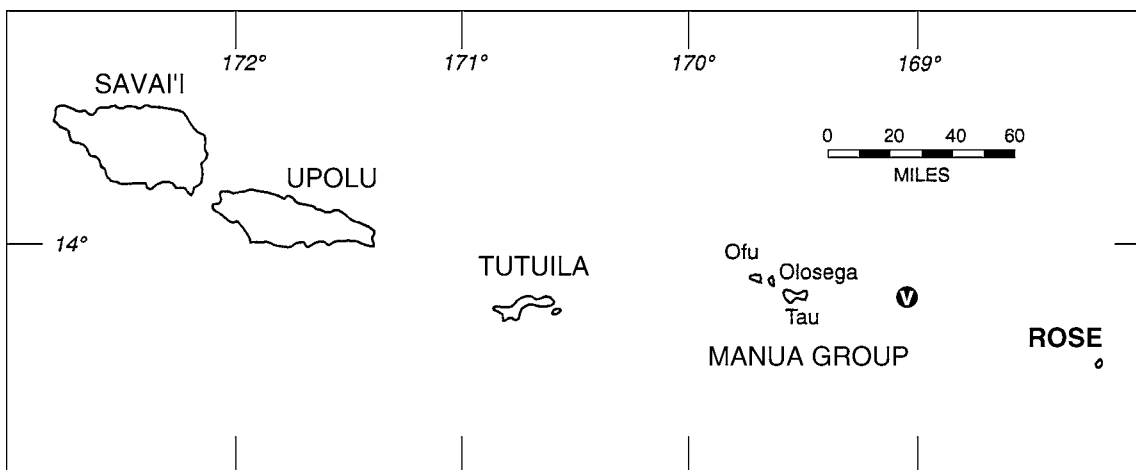 172° 171° 170° 169°
SAVAI'I
0 20 40 60
MILES
UPOLU
14°
Ofu
Olosega
TUTUILA
V
Tau
ROSE
MANUA GROUP